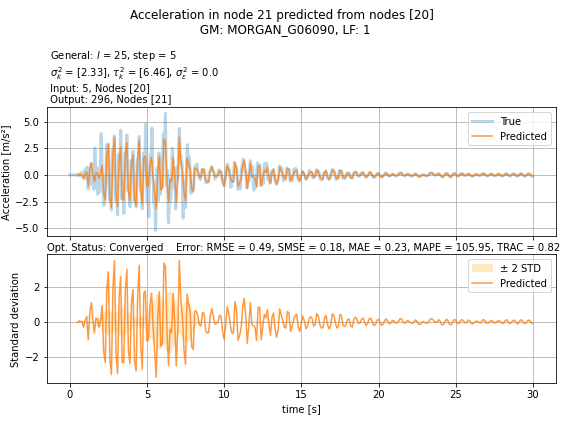 Acceleration in node 21 predicted from nodes [20]
GM: MORGAN_G06090, LF: 1
General: l = 25, step = 5
σ²ₖ = [2.33], τ²ₖ = [6.46], σ²ε = 0.0
Input: 5, Nodes [20]
Output: 296, Nodes [21]
Acceleration [m/s²]
5.0
2.5
0.0
−2.5
−5.0
True
Predicted
Opt. Status: Converged Error: RMSE = 0.49, SMSE = 0.18, MAE = 0.23, MAPE = 105.95, TRAC = 0.82
Standard deviation
2
0
−2
± 2 STD
Predicted
0 5 10 15 20 25 30
time [s]